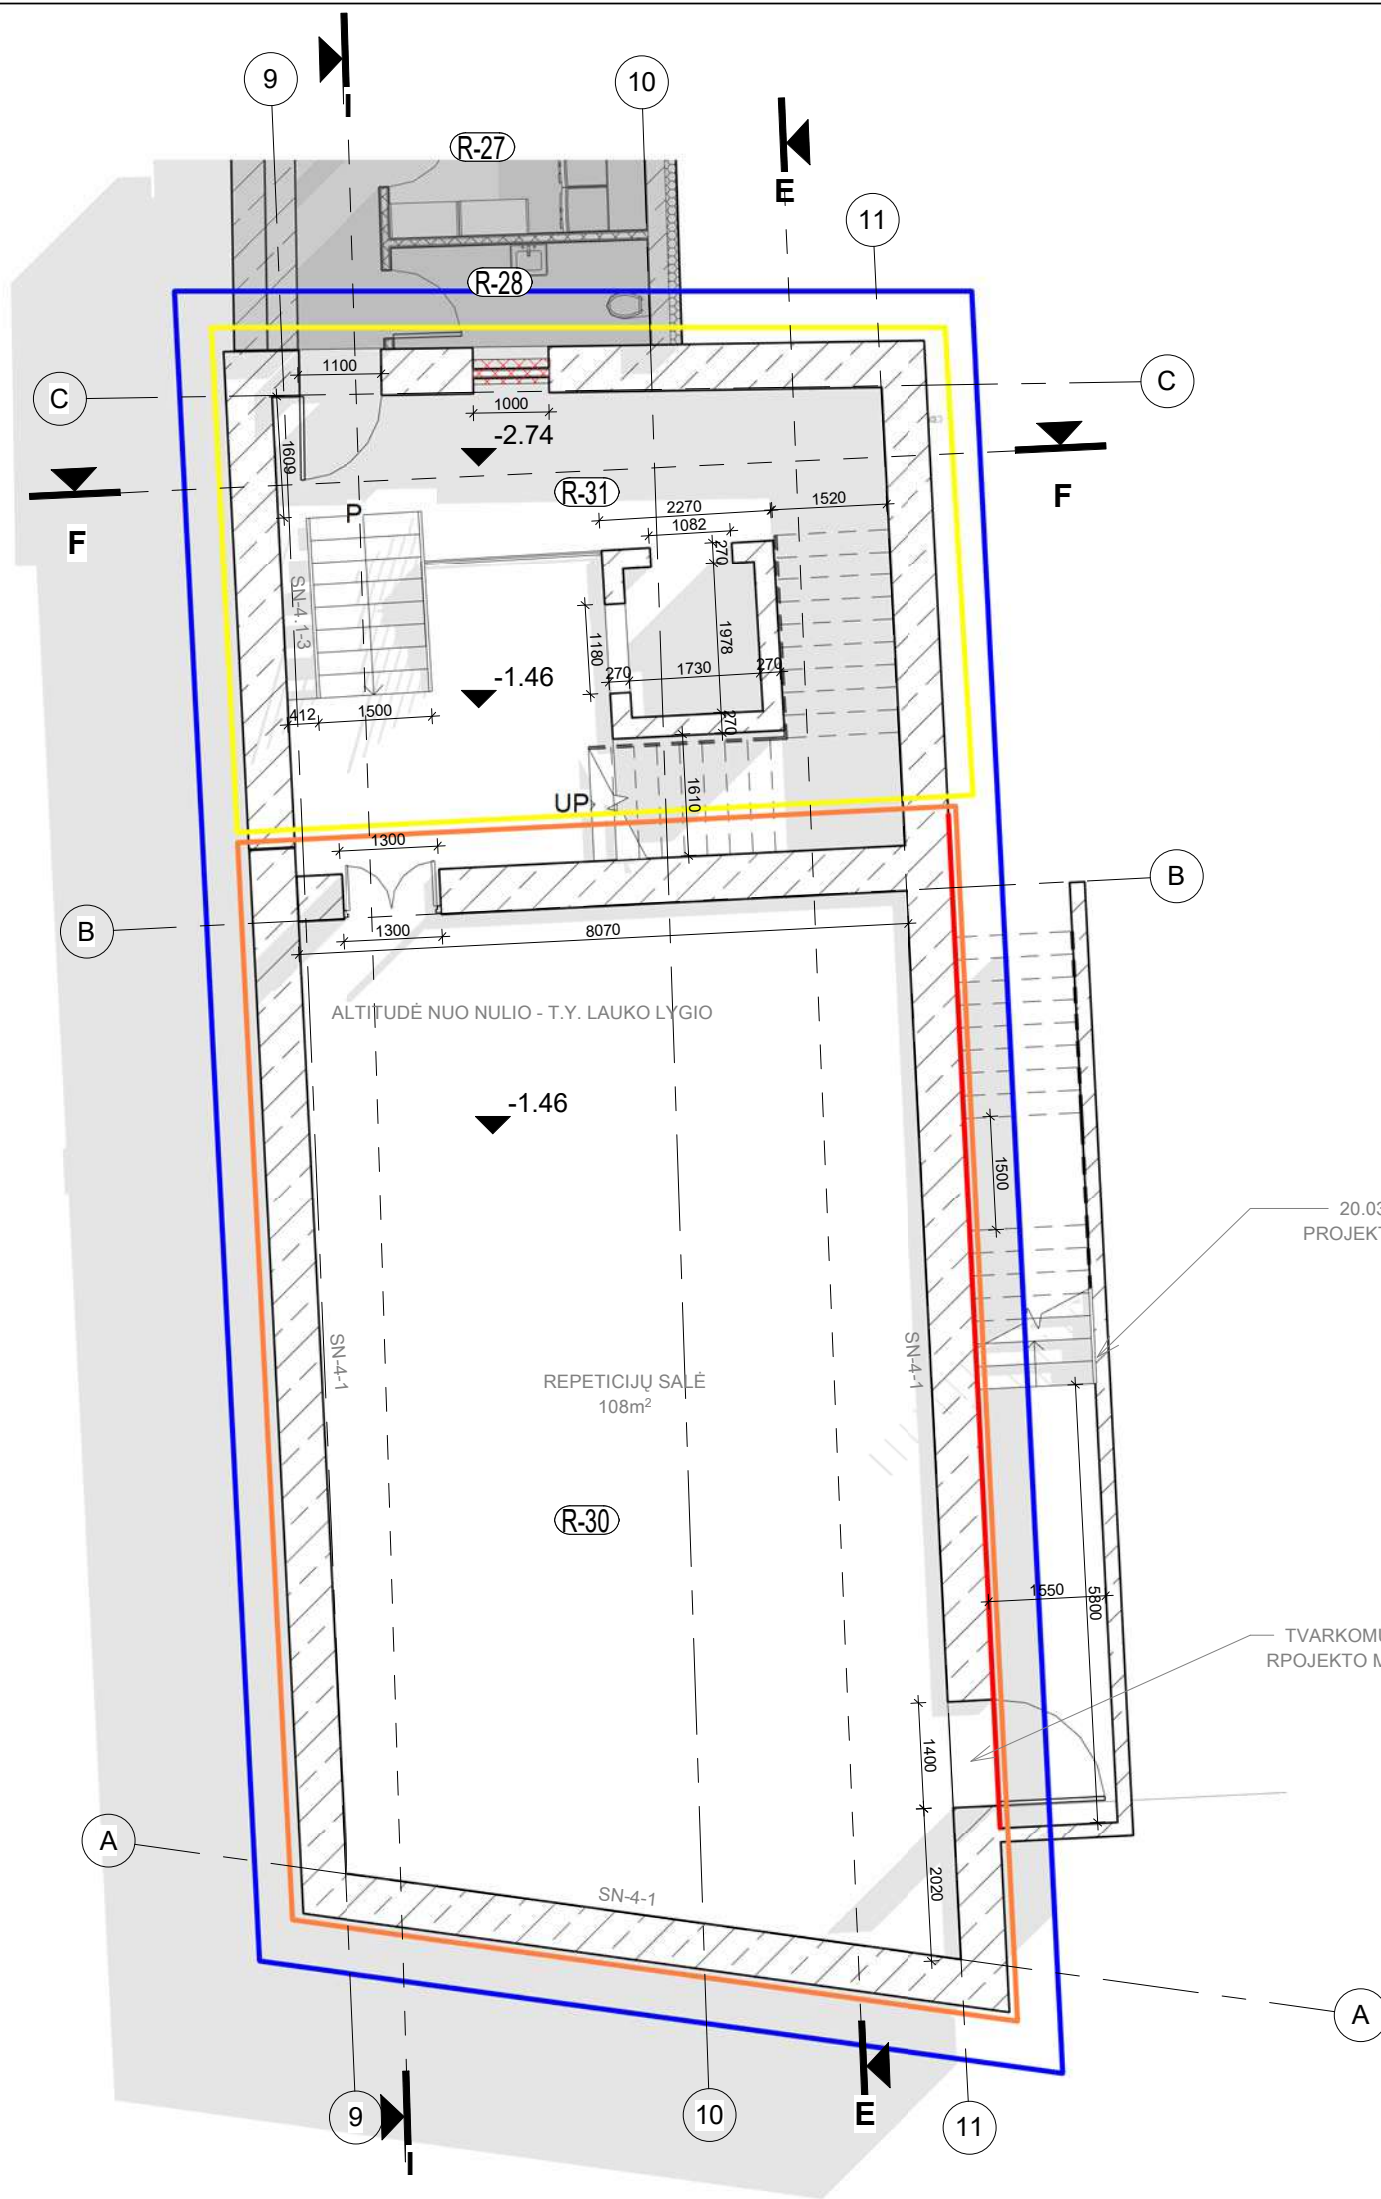 I
9
10
R-27
E
11
R-28
1100
C
C
1000
-2.74
1609
F
F
R-31
P
2270
1520
1082
270
SN-4.1-3
1180
1978
-1.46
270
1730
270
412
1500
270
UP
1610
1300
B
B
1300
8070
ALTITUDĖ NUO NULIO - T.Y. LAUKO LYGIO
-1.46
1500
20.03
PROJEKT
SN-4-1
SN-4-1
REPETICIJŲ SALĖ
108m²
R-30
1550
5800
TVARKOMU
RPOJEKTO M
1400
A
2020
SN-4-1
A
9
10
E
11
I